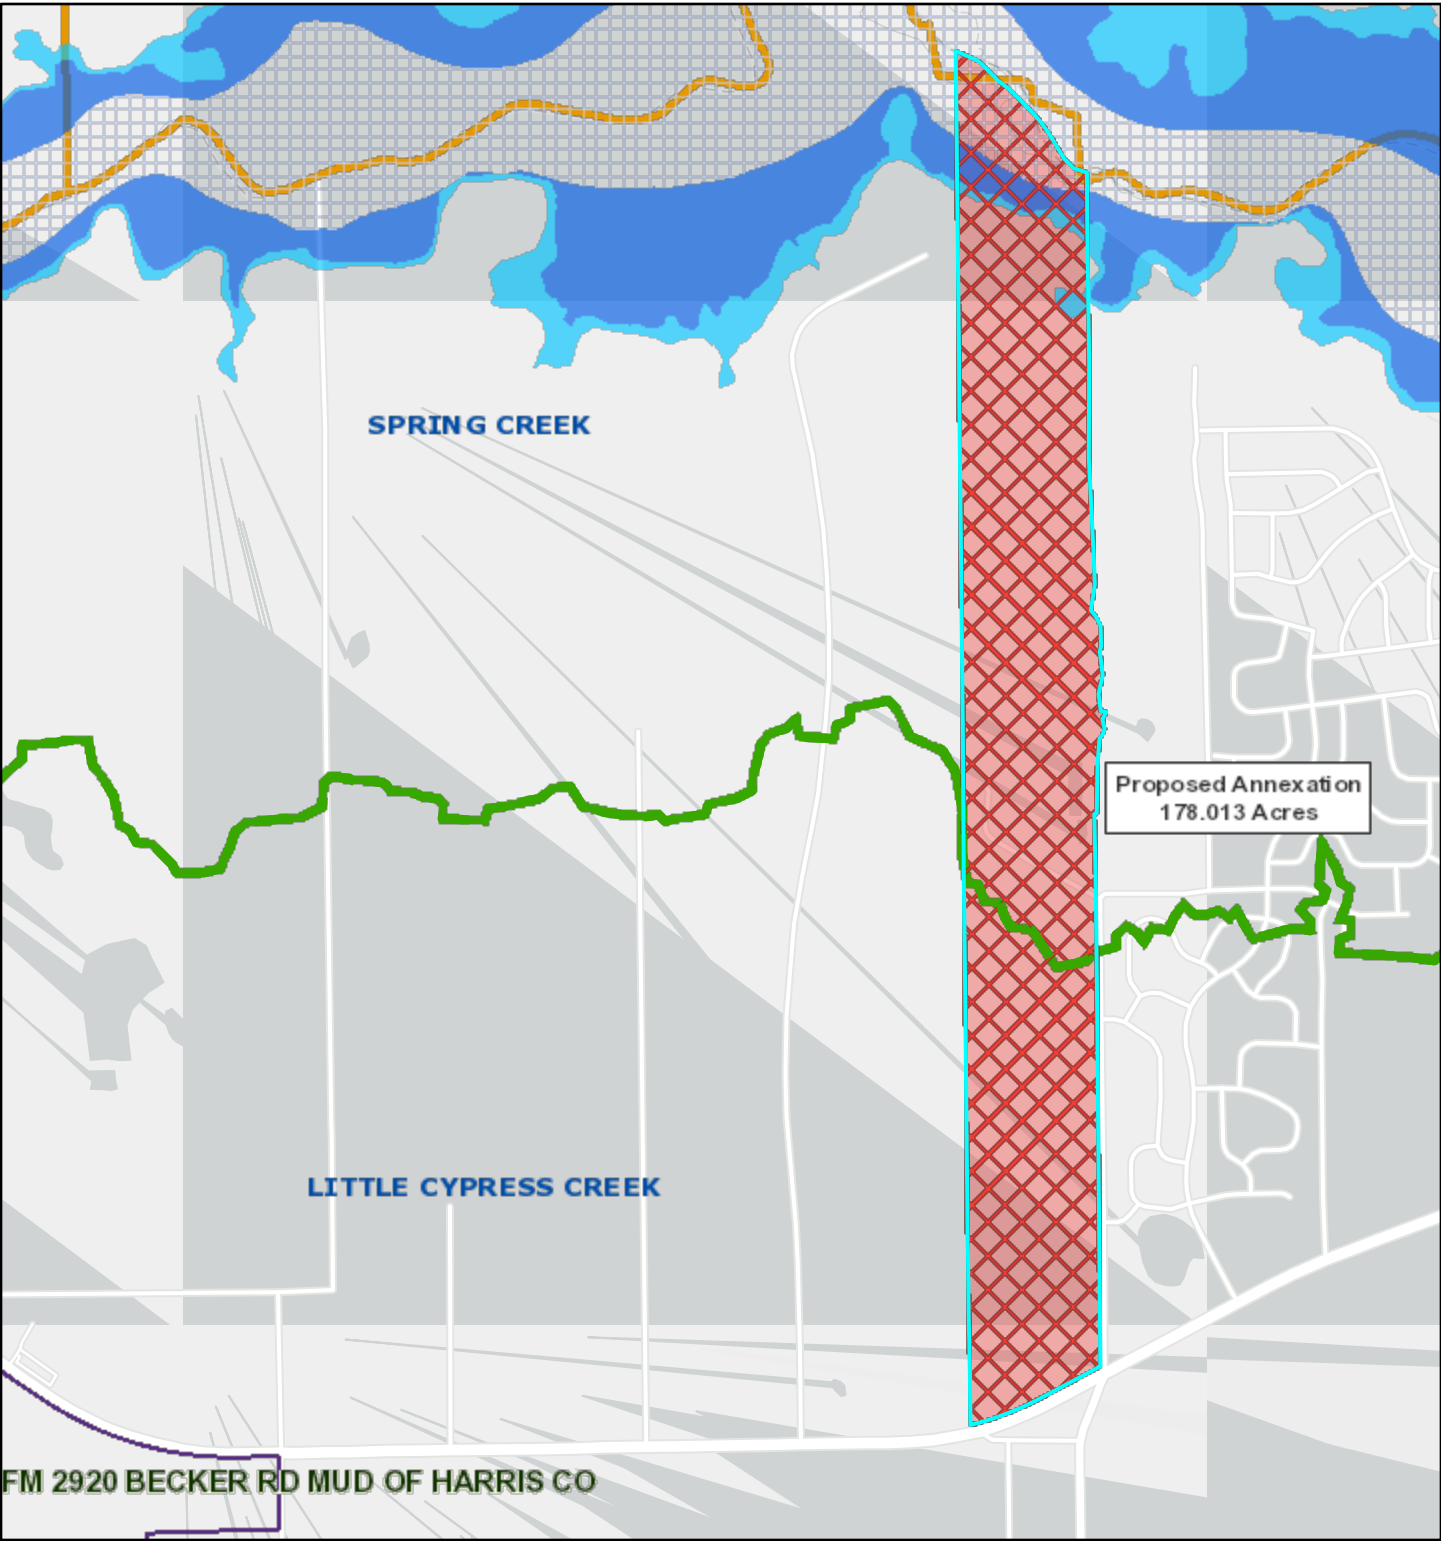 SPRING CREEK
Proposed Annexation
178.013 Acres
LITTLE CYPRESS CREEK
FM 2920 BECKER RD MUD OF HARRIS CO